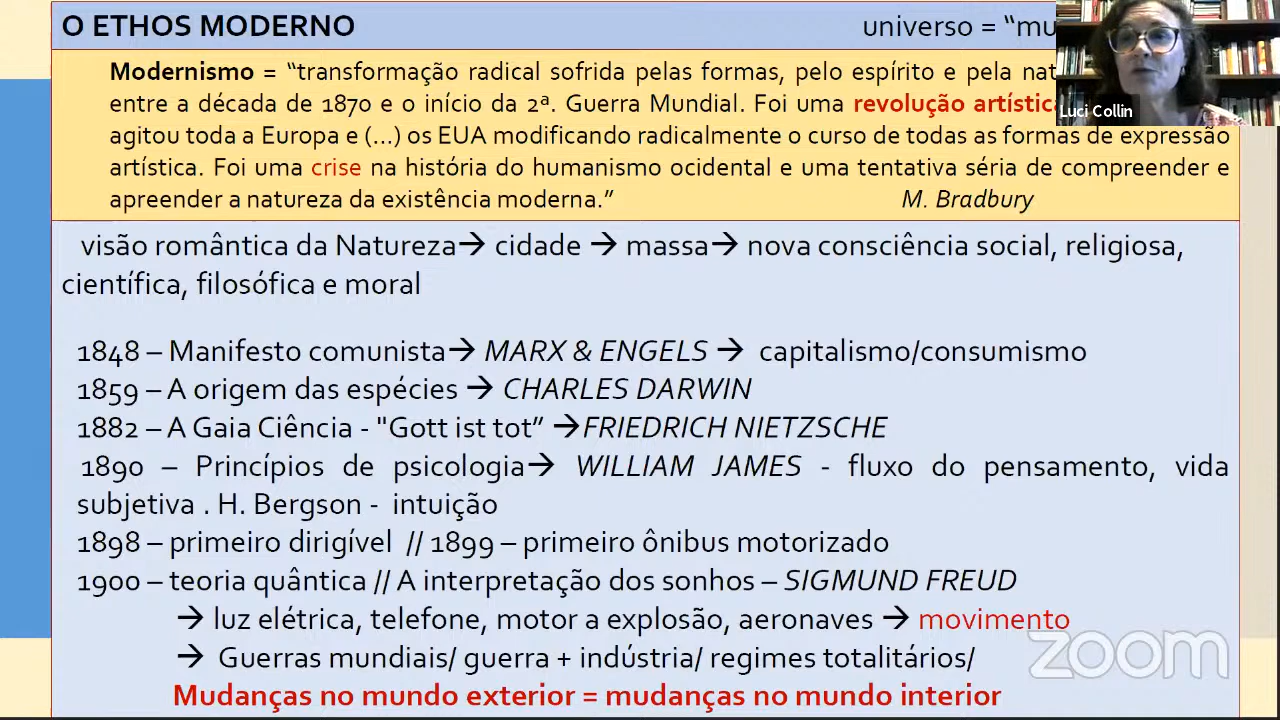 O ETHOS MODERNO universo = “mu
Modernismo = “transformação radical sofrida pelas formas, pelo espírito e pela nat
entre a década de 1870 e o início da 2ª. Guerra Mundial. Foi uma revolução artística
agitou toda a Europa e (...) os EUA modificando radicalmente o curso de todas as formas de expressão
artística. Foi uma crise na história do humanismo ocidental e uma tentativa séria de compreender e
apreender a natureza da existência moderna.” M. Bradbury
Luci Collin
visão romântica da Natureza→ cidade → massa→ nova consciência social, religiosa,
científica, filosófica e moral
1848 – Manifesto comunista→ MARX & ENGELS → capitalismo/consumismo
1859 – A origem das espécies → CHARLES DARWIN
1882 – A Gaia Ciência - "Gott ist tot” →FRIEDRICH NIETZSCHE
1890 – Princípios de psicologia→ WILLIAM JAMES - fluxo do pensamento, vida
subjetiva . H. Bergson - intuição
1898 – primeiro dirigível // 1899 – primeiro ônibus motorizado
1900 – teoria quântica // A interpretação dos sonhos – SIGMUND FREUD
→ luz elétrica, telefone, motor a explosão, aeronaves → movimento
→ Guerras mundiais/ guerra + indústria/ regimes totalitários/
Mudanças no mundo exterior = mudanças no mundo interior
zoom